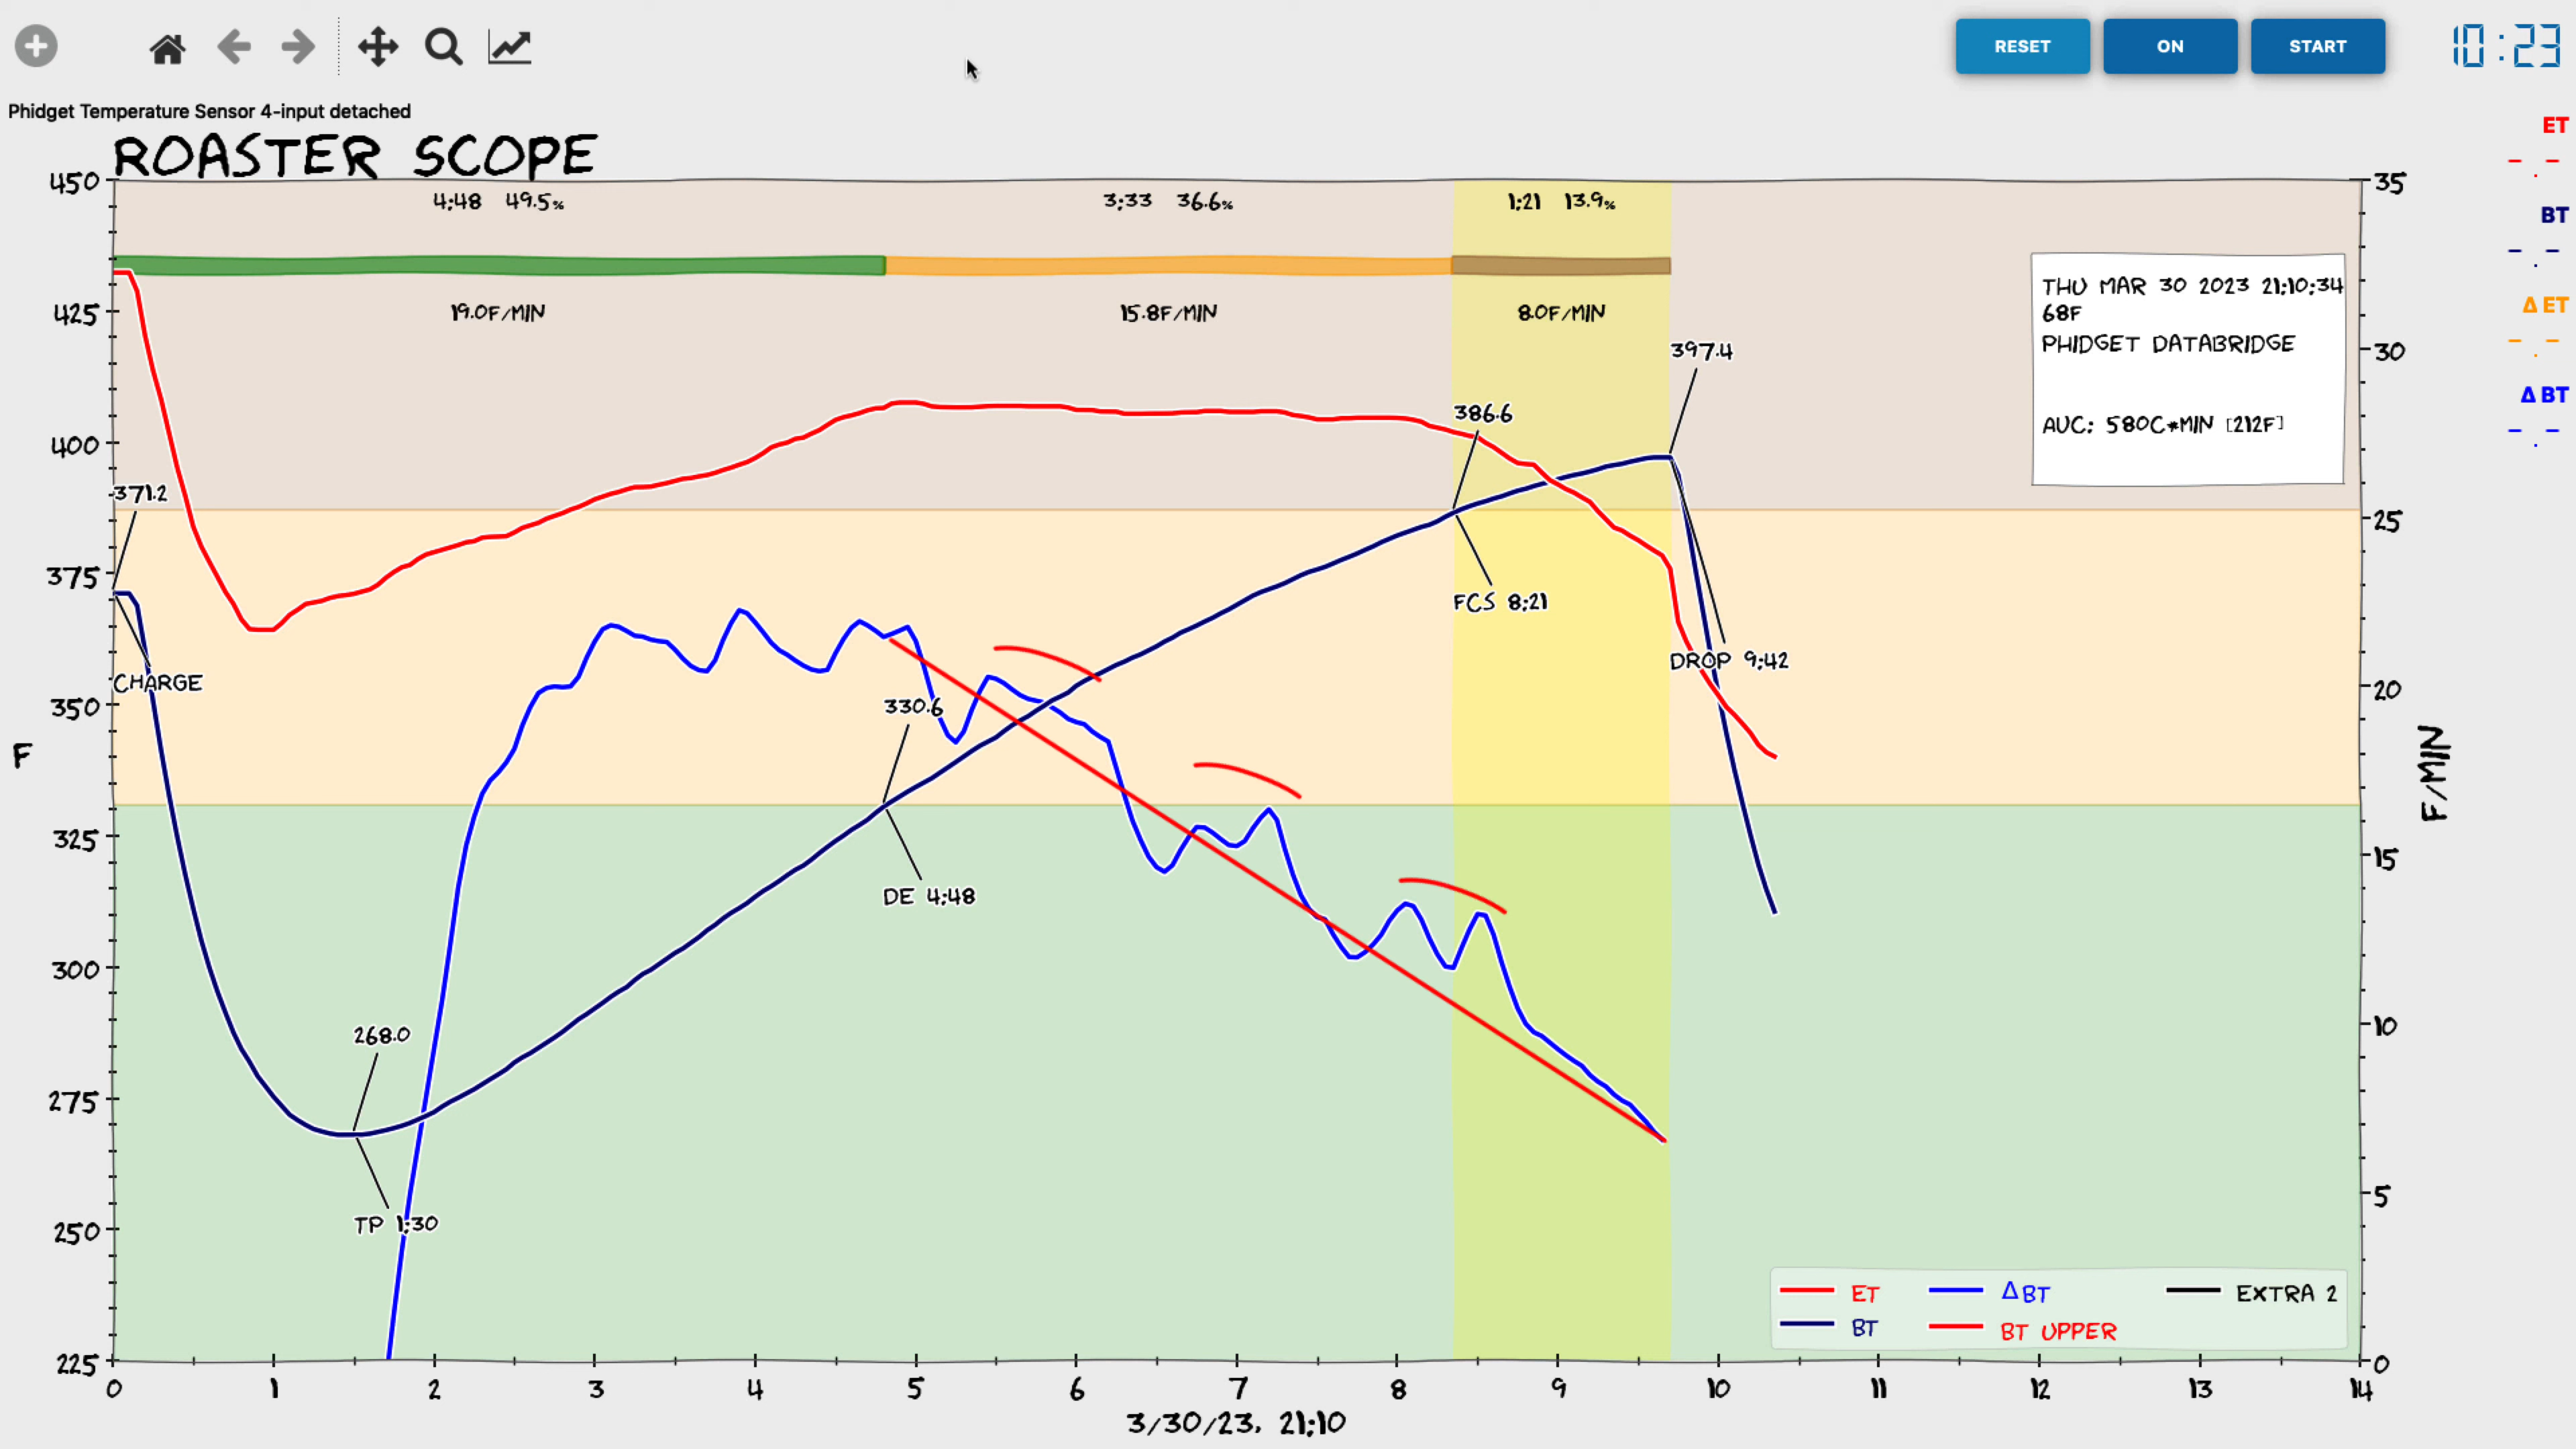 RESET ON START 10:23
Phidget Temperature Sensor 4-input detached
ROASTER SCOPE
ET
-.-
BT
-.-
Δ ET
-.-
Δ BT
-.-
4:48 49.5% 3:33 36.6% 1:21 13.9%
19.0F/MIN 15.8F/MIN 8.0F/MIN
THU MAR 30 2023 21:10:34
68F
PHIDGET DATABRIDGE
AUC: 580C*MIN [212F]
450
425
400
375
350
325
300
275
250
225
F
35
30
25
20
15
10
5
0
F/MIN
371.2
CHARGE
268.0
TP 1:30
330.6
DE 4:48
386.6
FCS 8:21
397.4
DROP 9:42
ET ΔBT EXTRA 2
BT BT UPPER
0 1 2 3 4 5 6 7 8 9 10 11 12 13 14
3/30/23, 21:10